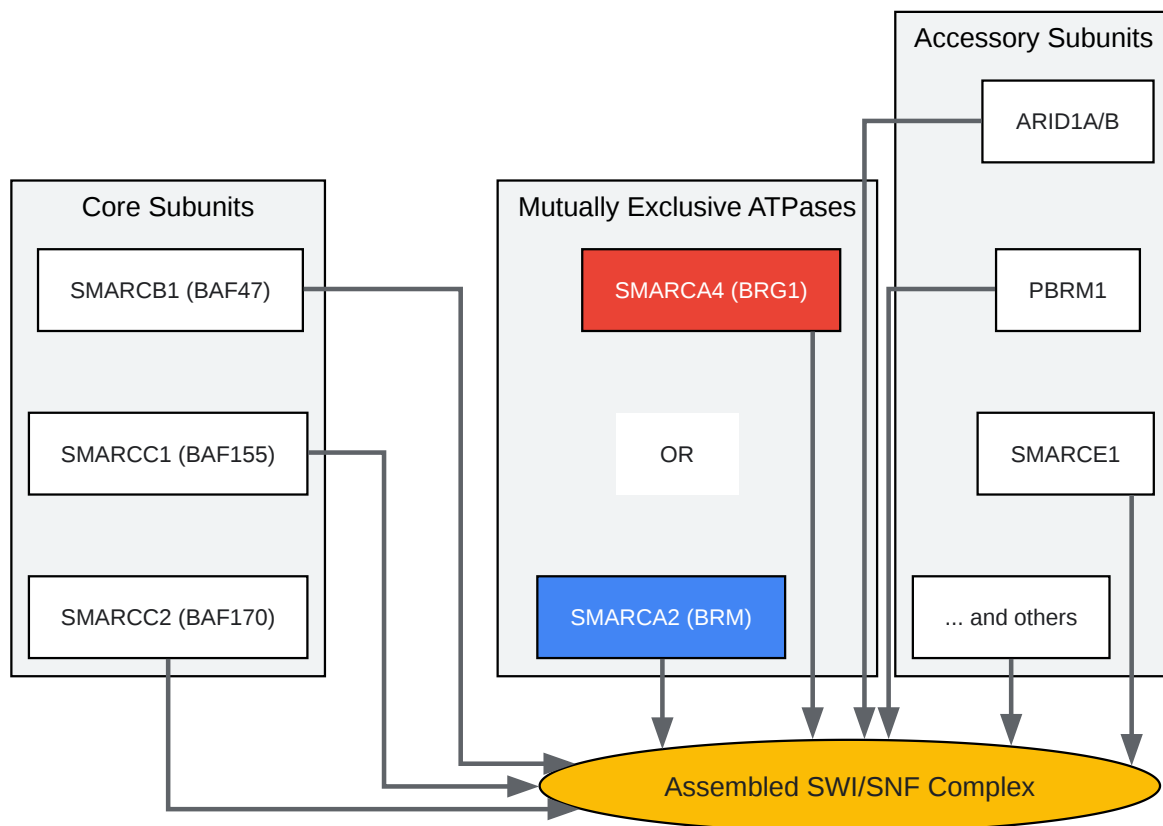 Core Subunits
SMARCB1 (BAF47)
SMARCC1 (BAF155)
SMARCC2 (BAF170)
Mutually Exclusive ATPases
SMARCA4 (BRG1)
OR
SMARCA2 (BRM)
Accessory Subunits
ARID1A/B
PBRM1
SMARCE1
... and others
Assembled SWI/SNF Complex